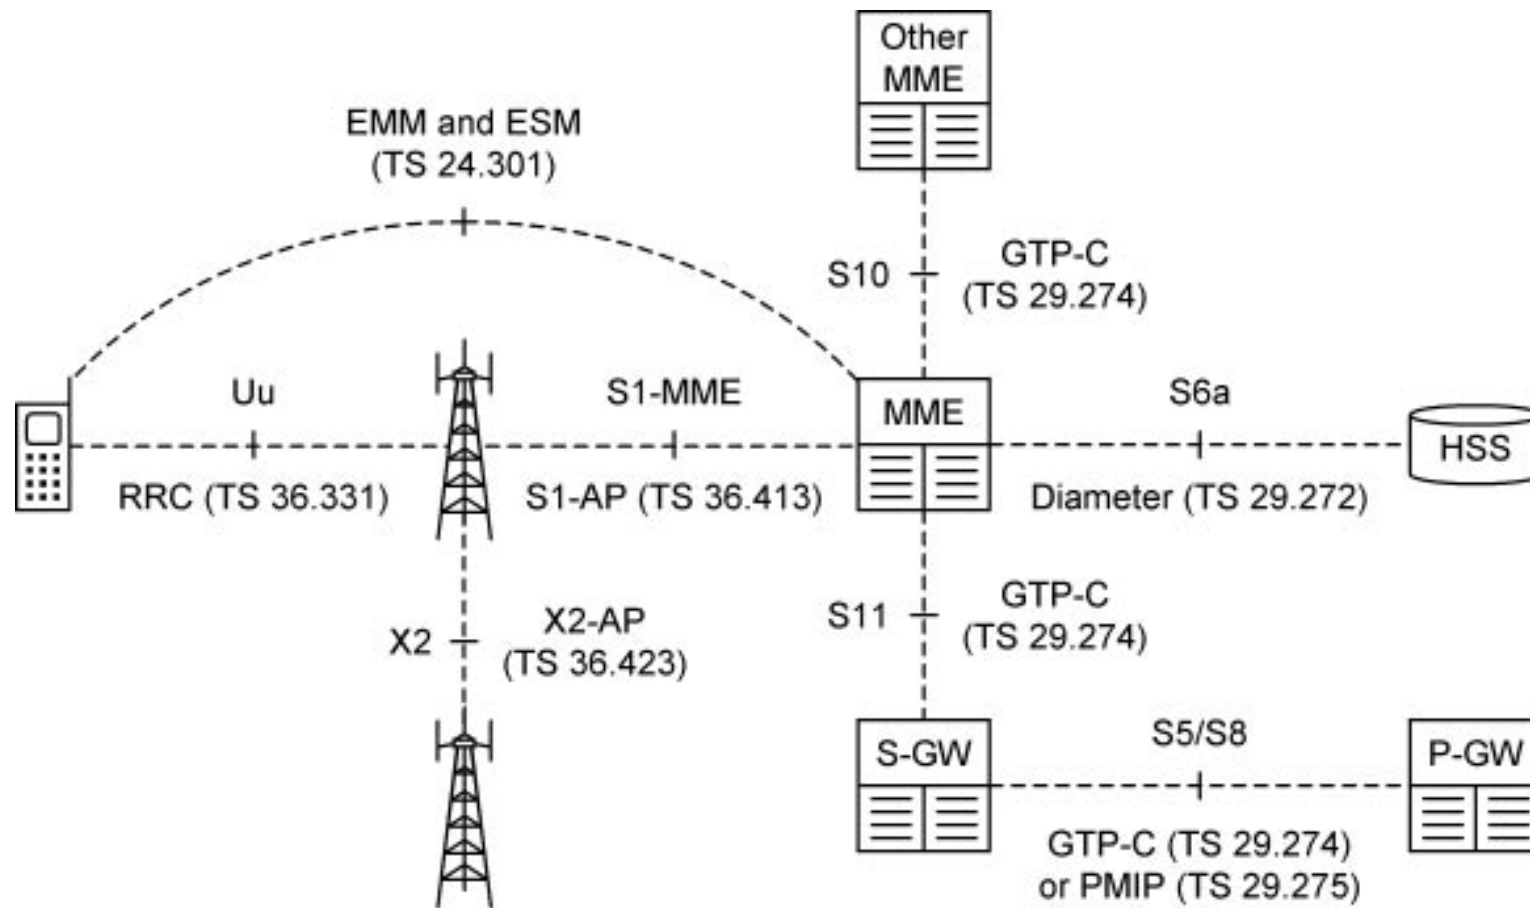 Other
MME
EMM and ESM
(TS 24.301)
S10
GTP-C
(TS 29.274)
Uu
S1-MME
MME
S6a
HSS
RRC (TS 36.331)
S1-AP (TS 36.413)
Diameter (TS 29.272)
X2
X2-AP
(TS 36.423)
S11
GTP-C
(TS 29.274)
S-GW
S5/S8
P-GW
GTP-C (TS 29.274)
or PMIP (TS 29.275)